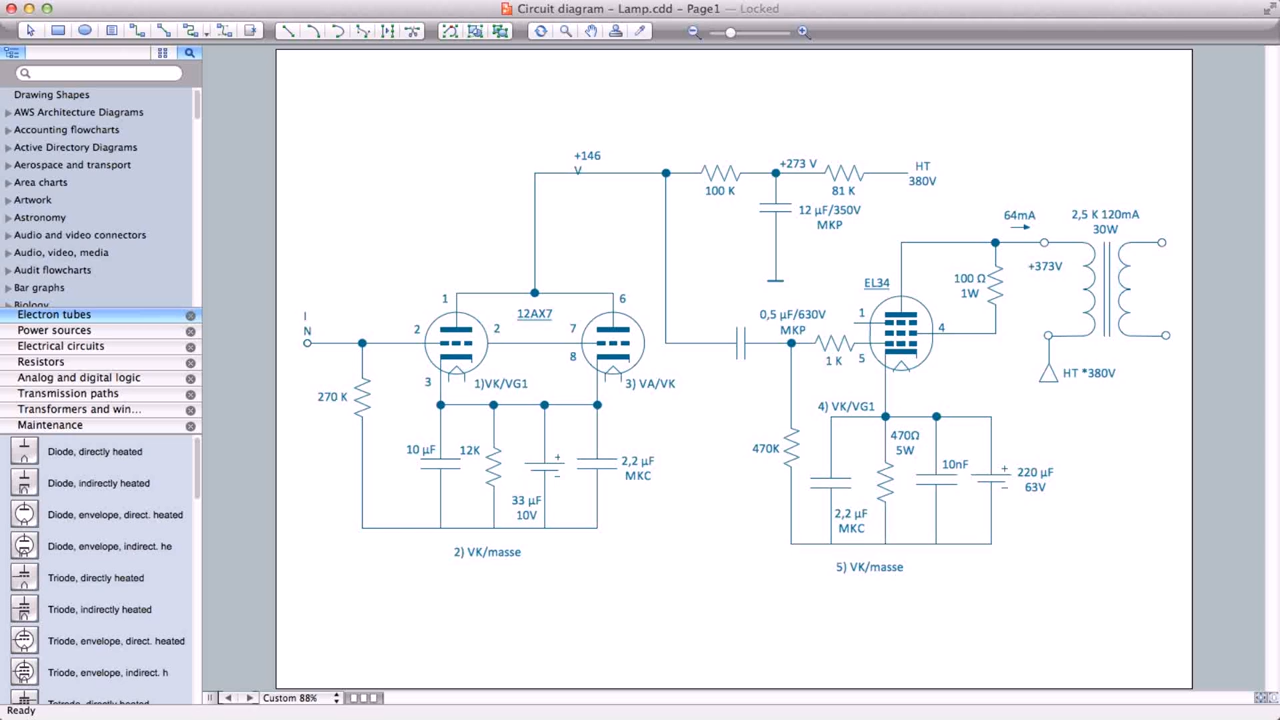 Circuit diagram – Lamp.cdd – Page1 – Locked
Drawing Shapes
AWS Architecture Diagrams
Accounting flowcharts
Active Directory Diagrams
Aerospace and transport
Area charts
Artwork
Astronomy
Audio and video connectors
Audio, video, media
Audit flowcharts
Bar graphs
Biology
Electron tubes
Power sources
Electrical circuits
Resistors
Analog and digital logic
Transmission paths
Transformers and win...
Maintenance
Diode, directly heated
Diode, indirectly heated
Diode, envelope, direct. heated
Diode, envelope, indirect. he
Triode, directly heated
Triode, indirectly heated
Triode, envelope, direct. heated
Triode, envelope, indirect. h
Tetrode, directly heated
+146
V
100 K
+273 V
81 K
HT
380V
12 µF/350V
MKP
64mA
2,5 K 120mA
30W
+373V
100 Ω
1W
EL34
1
4
5
HT *380V
1
6
12AX7
2
2
7
8
3
I
N
1)VK/VG1
3) VA/VK
0,5 µF/630V
MKP
1 K
270 K
10 µF
12K
33 µF
10V
+
–
2,2 µF
MKC
2) VK/masse
4) VK/VG1
470K
470Ω
5W
10nF
+
–
220 µF
63V
2,2 µF
MKC
5) VK/masse
Custom 88%
Ready